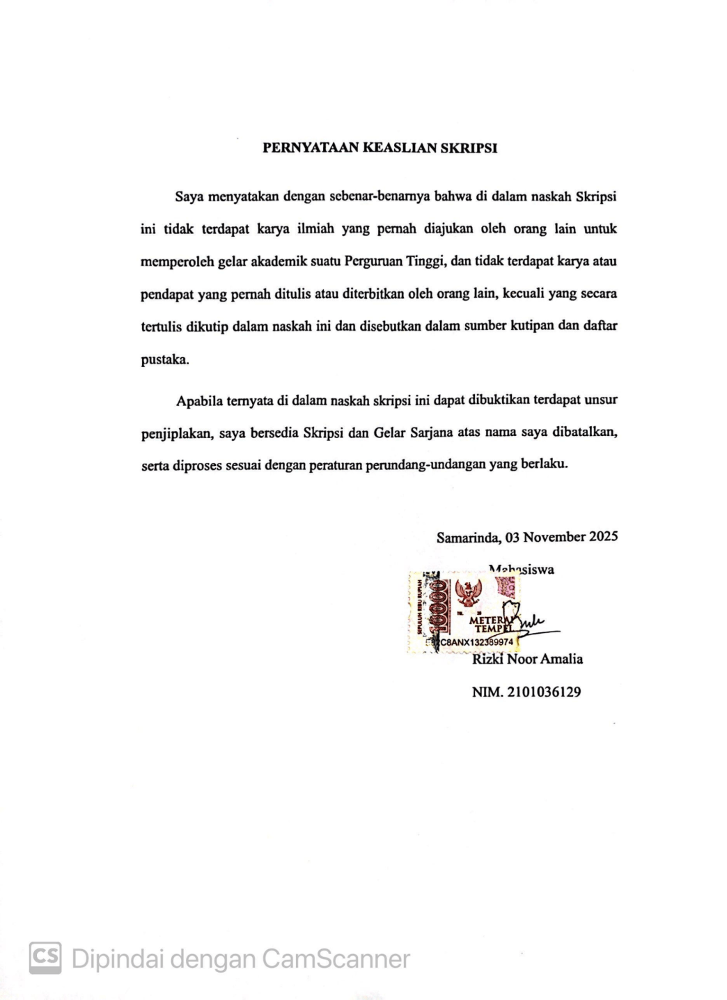 PERNYATAAN KEASLIAN SKRIPSI
Saya menyatakan dengan sebenar-benarnya bahwa di dalam naskah Skripsi
ini tidak terdapat karya ilmiah yang pernah diajukan oleh orang lain untuk
memperoleh gelar akademik suatu Perguruan Tinggi, dan tidak terdapat karya atau
pendapat yang pernah ditulis atau diterbitkan oleh orang lain, kecuali yang secara
tertulis dikutip dalam naskah ini dan disebutkan dalam sumber kutipan dan daftar
pustaka.
Apabila ternyata di dalam naskah skripsi ini dapat dibuktikan terdapat unsur
penjiplakan, saya bersedia Skripsi dan Gelar Sarjana atas nama saya dibatalkan,
serta diproses sesuai dengan peraturan perundang-undangan yang berlaku.
Samarinda, 03 November 2025
Mahasiswa
SEPULUH RIBU RUPIAH
10000
METERAI
TEMPEL
C8ANX132389974
Rizki Noor Amalia
NIM. 2101036129
CS Dipindai dengan CamScanner